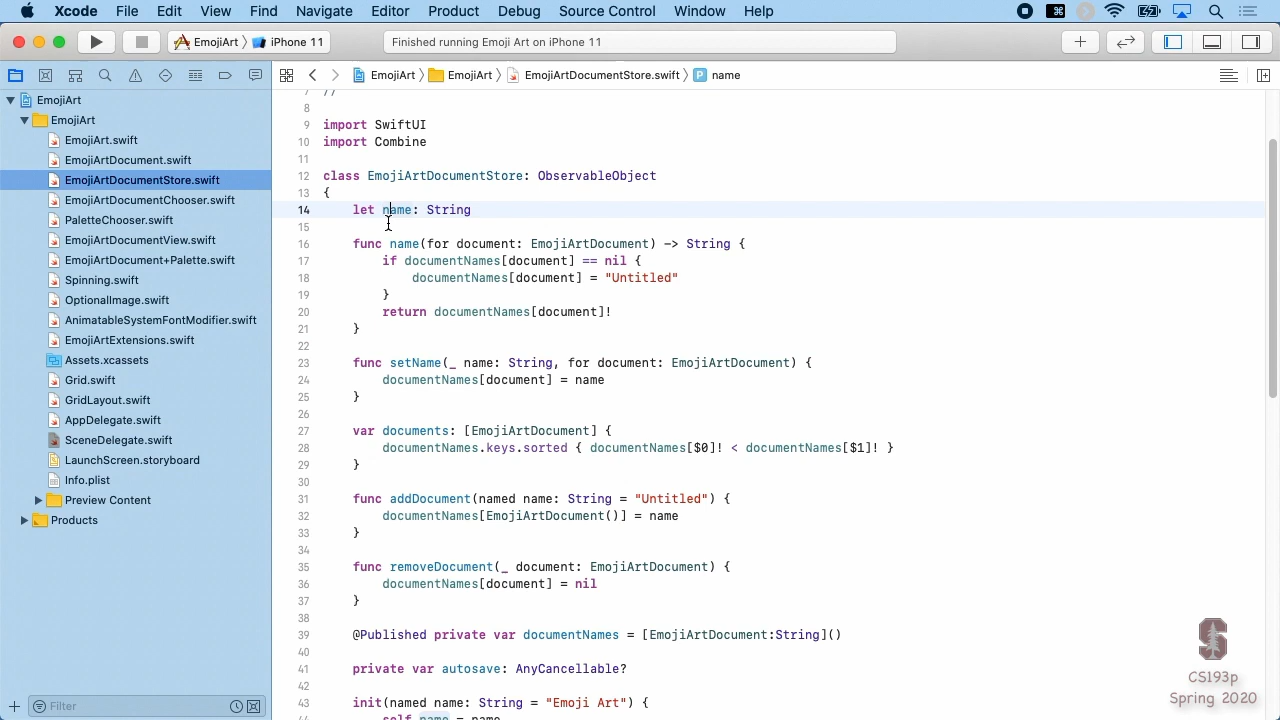 Xcode File Edit View Find Navigate Editor Product Debug Source Control Window Help
EmojiArt iPhone 11
Finished running Emoji Art on iPhone 11
EmojiArt EmojiArt EmojiArtDocumentStore.swift P name
EmojiArt
EmojiArt
EmojiArt.swift
EmojiArtDocument.swift
EmojiArtDocumentStore.swift
EmojiArtDocumentChooser.swift
PaletteChooser.swift
EmojiArtDocumentView.swift
EmojiArtDocument+Palette.swift
Spinning.swift
OptionalImage.swift
AnimatableSystemFontModifier.swift
EmojiArtExtensions.swift
Assets.xcassets
Grid.swift
GridLayout.swift
AppDelegate.swift
SceneDelegate.swift
LaunchScreen.storyboard
Info.plist
Preview Content
Products
Filter
7 //
8
9 import SwiftUI
10 import Combine
11
12 class EmojiArtDocumentStore: ObservableObject
13 {
14 let name: String
15
16 func name(for document: EmojiArtDocument) -> String {
17 if documentNames[document] == nil {
18 documentNames[document] = "Untitled"
19 }
20 return documentNames[document]!
21 }
22
23 func setName(_ name: String, for document: EmojiArtDocument) {
24 documentNames[document] = name
25 }
26
27 var documents: [EmojiArtDocument] {
28 documentNames.keys.sorted { documentNames[$0]! < documentNames[$1]! }
29 }
30
31 func addDocument(named name: String = "Untitled") {
32 documentNames[EmojiArtDocument()] = name
33 }
34
35 func removeDocument(_ document: EmojiArtDocument) {
36 documentNames[document] = nil
37 }
38
39 @Published private var documentNames = [EmojiArtDocument:String]()
40
41 private var autosave: AnyCancellable?
42
43 init(named name: String = "Emoji Art") {
44 self.name = name
CS193p
Spring 2020